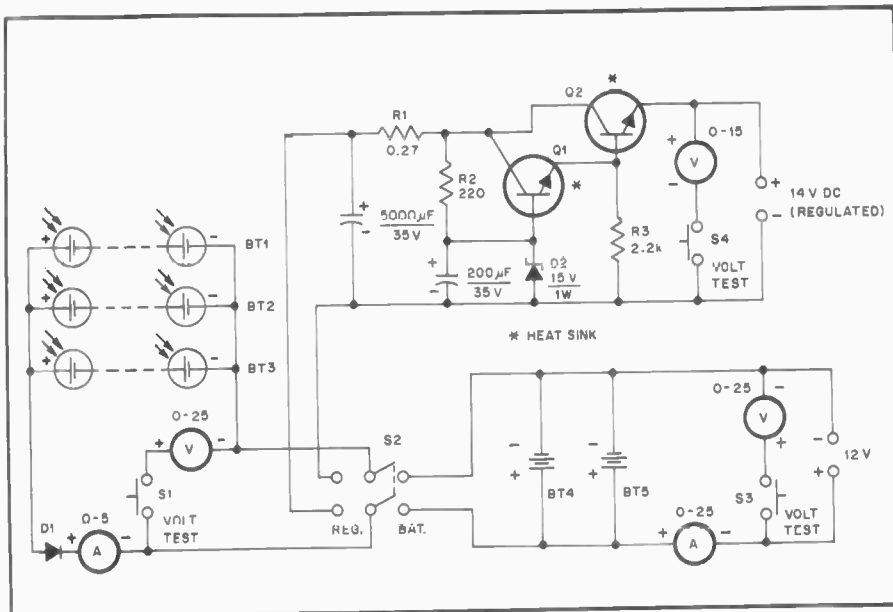 *
Q2
R1
0.27
Q1
*
0-15
+
V
-
R2
220
+
-
5000µF
35V
R3
2.2k
+
-
14 V DC
(REGULATED)
S4
VOLT
TEST
+
-
200µF
35V
D2
15V
1W
* HEAT SINK
+
-
BT1
+
-
BT2
+
-
BT3
0-25
+
V
-
S1
VOLT
TEST
D1
0-5
+
A
-
S2
REG.
BAT.
-
+
BT4
-
+
BT5
0-25
-
V
+
-
+
12 V
S3
VOLT
TEST
0-25
+
A
-